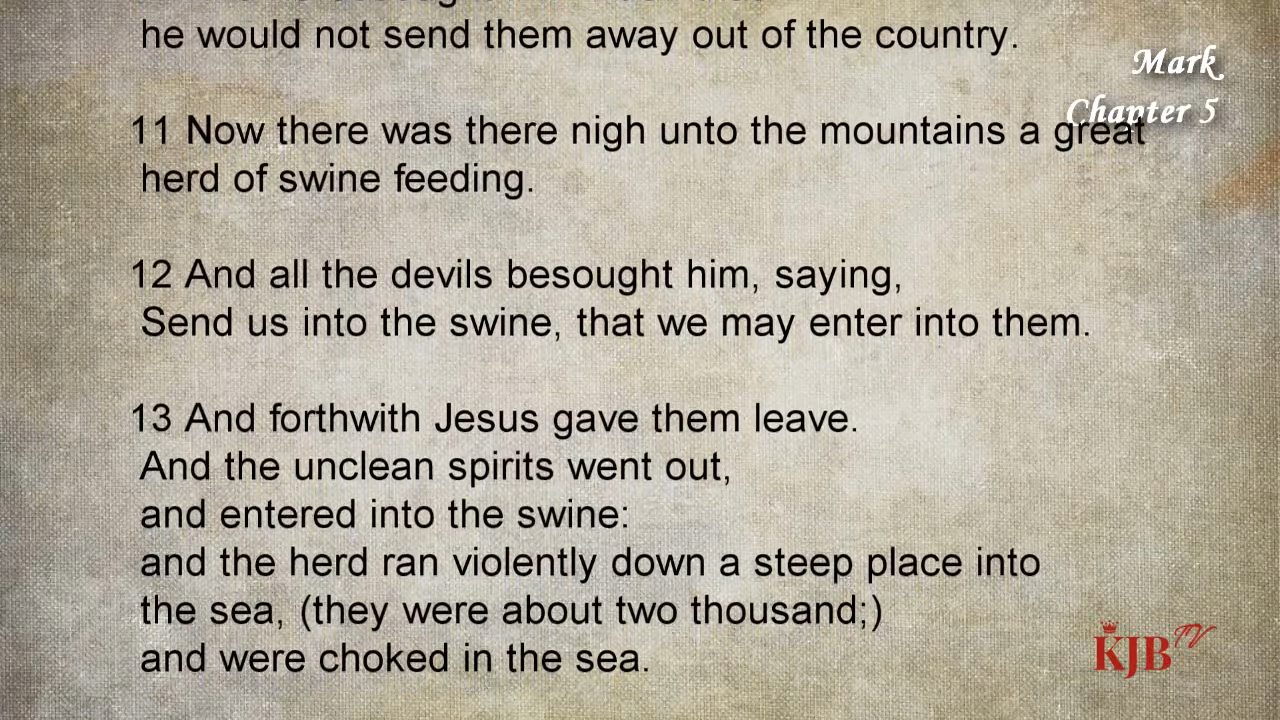 he would not send them away out of the country.
Mark
Chapter 5
11 Now there was there nigh unto the mountains a great
herd of swine feeding.
12 And all the devils besought him, saying,
Send us into the swine, that we may enter into them.
13 And forthwith Jesus gave them leave.
And the unclean spirits went out,
and entered into the swine:
and the herd ran violently down a steep place into
the sea, (they were about two thousand;)
and were choked in the sea.
KJB TV